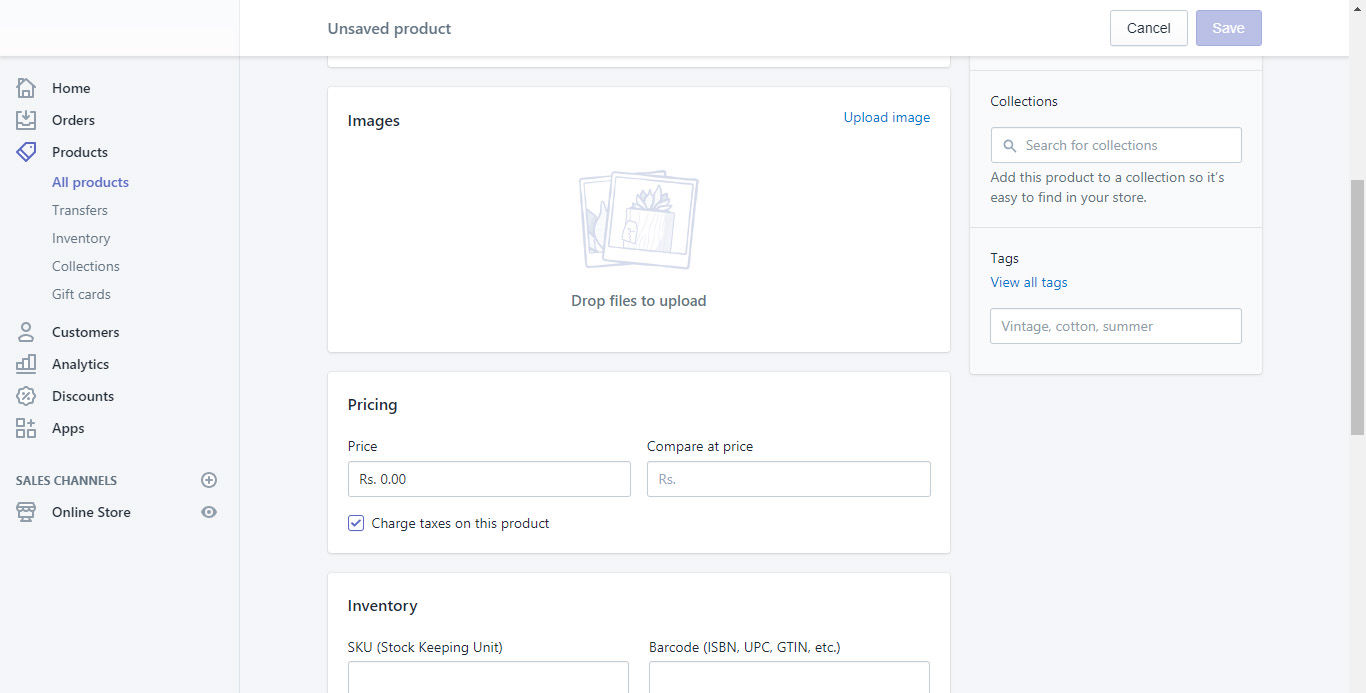 Unsaved product
Cancel
Save
Home
Orders
Products
All products
Transfers
Inventory
Collections
Gift cards
Customers
Analytics
Discounts
Apps
SALES CHANNELS
Online Store
Images
Upload image
Drop files to upload
Pricing
Price
Compare at price
Rs. 0.00
Rs.
Charge taxes on this product
Inventory
SKU (Stock Keeping Unit)
Barcode (ISBN, UPC, GTIN, etc.)
Collections
Search for collections
Add this product to a collection so it’s
easy to find in your store.
Tags
View all tags
Vintage, cotton, summer